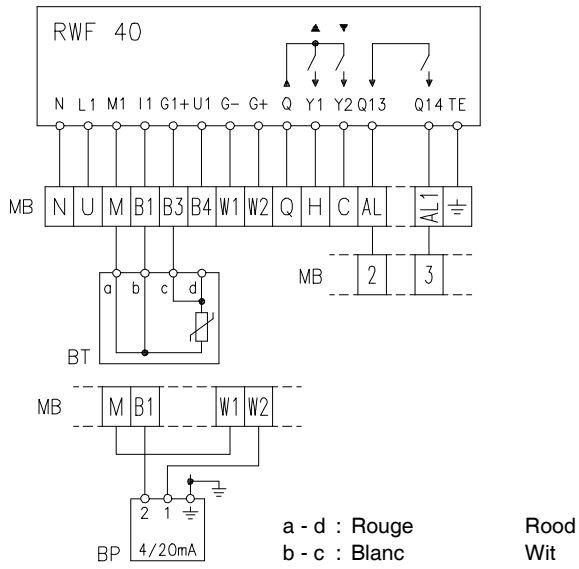 RWF 40
N L1 M1 I1 G1+ U1 G- G+ Q Y1 Y2 Q13 Q14 TE
MB N U M B1 B3 B4 W1 W2 Q H C AL AL1
MB 2 3
a b c d
BT
MB M B1 W1 W2
2 1
BP 4/20mA
a - d : Rouge Rood
b - c : Blanc Wit